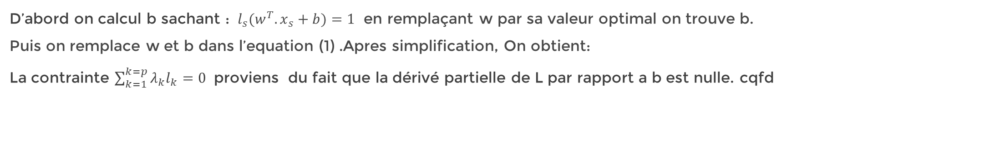 D’abord on calcul b sachant : $l_s(w^T.x_s + b) = 1$ en remplaçant w par sa valeur optimal on trouve b.
Puis on remplace w et b dans l’equation (1) .Apres simplification, On obtient:
La contrainte $\sum_{k=1}^{k=p} \lambda_k l_k = 0$ proviens du fait que la dérivé partielle de L par rapport a b est nulle. cqfd